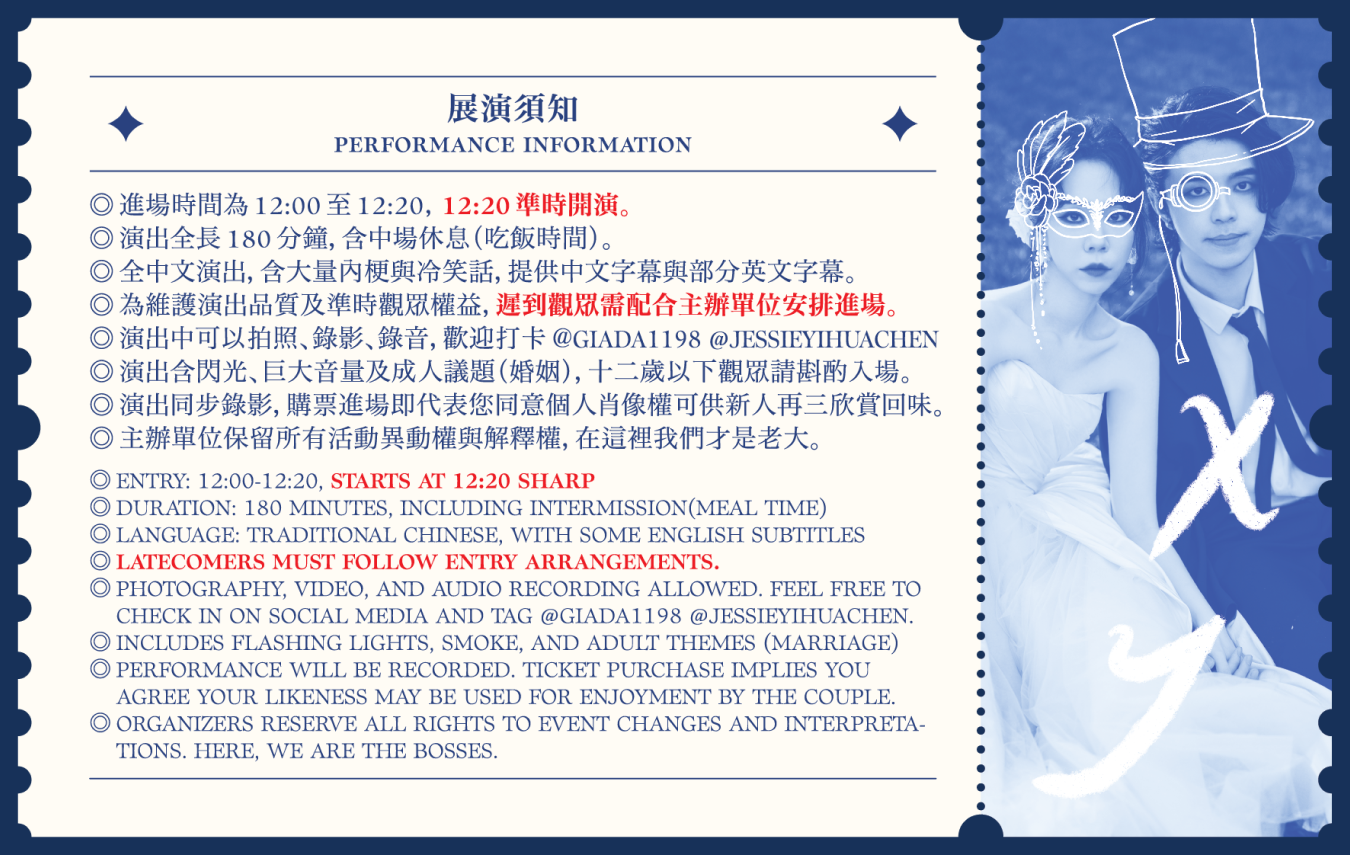 展演須知
PERFORMANCE INFORMATION
◎ 進場時間為 12:00 至 12:20, 12:20 準時開演。
◎ 演出全長 180 分鐘, 含中場休息(吃飯時間)。
◎ 全中文演出, 含大量內梗與冷笑話, 提供中文字幕與部分英文字幕。
◎ 為維護演出品質及準時觀眾權益, 遲到觀眾需配合主辦單位安排進場。
◎ 演出中可以拍照、錄影、錄音, 歡迎打卡 @GIADA1198 @JESSIEYIHUACHEN
◎ 演出含閃光、巨大音量及成人議題(婚姻), 十二歲以下觀眾請斟酌入場。
◎ 演出同步錄影, 購票進場即代表您同意個人肖像權可供新人再三欣賞回味。
◎ 主辦單位保留所有活動異動權與解釋權, 在這裡我們才是老大。
◎ ENTRY: 12:00-12:20, STARTS AT 12:20 SHARP
◎ DURATION: 180 MINUTES, INCLUDING INTERMISSION(MEAL TIME)
◎ LANGUAGE: TRADITIONAL CHINESE, WITH SOME ENGLISH SUBTITLES
◎ LATECOMERS MUST FOLLOW ENTRY ARRANGEMENTS.
◎ PHOTOGRAPHY, VIDEO, AND AUDIO RECORDING ALLOWED. FEEL FREE TO
CHECK IN ON SOCIAL MEDIA AND TAG @GIADA1198 @JESSIEYIHUACHEN.
◎ INCLUDES FLASHING LIGHTS, SMOKE, AND ADULT THEMES (MARRIAGE)
◎ PERFORMANCE WILL BE RECORDED. TICKET PURCHASE IMPLIES YOU
AGREE YOUR LIKENESS MAY BE USED FOR ENJOYMENT BY THE COUPLE.
◎ ORGANIZERS RESERVE ALL RIGHTS TO EVENT CHANGES AND INTERPRETA-
TIONS. HERE, WE ARE THE BOSSES.
x
y